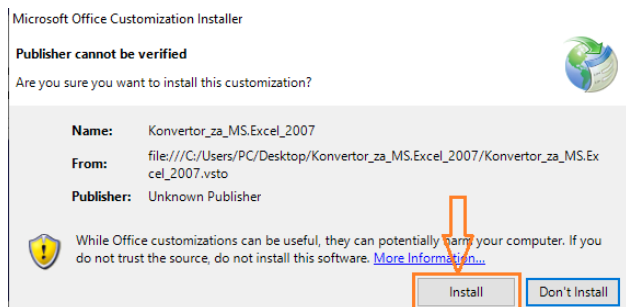 Microsoft Office Customization Installer
Publisher cannot be verified
Are you sure you want to install this customization?
Name: Konvertor_za_MS.Excel_2007
From: file:///C:/Users/PC/Desktop/Konvertor_za_MS.Excel_2007/Konvertor_za_MS.Ex
cel_2007.vsto
Publisher: Unknown Publisher
While Office customizations can be useful, they can potentially harm your computer. If you
do not trust the source, do not install this software. More Information...
Install Don't Install